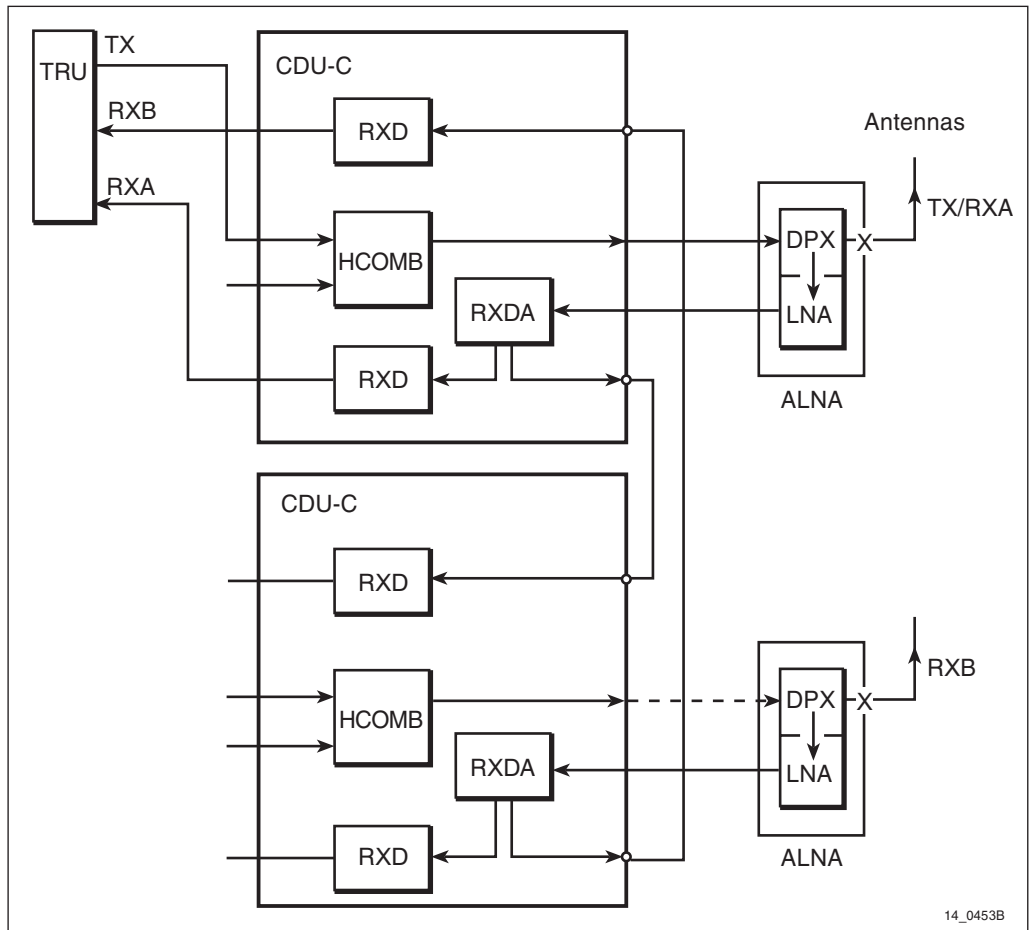 TX
TRU
CDU-C
RXB
RXD
Antennas
RXA
TX/RXA
HCOMB
DPX
RXDA
LNA
RXD
ALNA
CDU-C
RXD
RXB
HCOMB
DPX
RXDA
LNA
RXD
ALNA
14_0453B